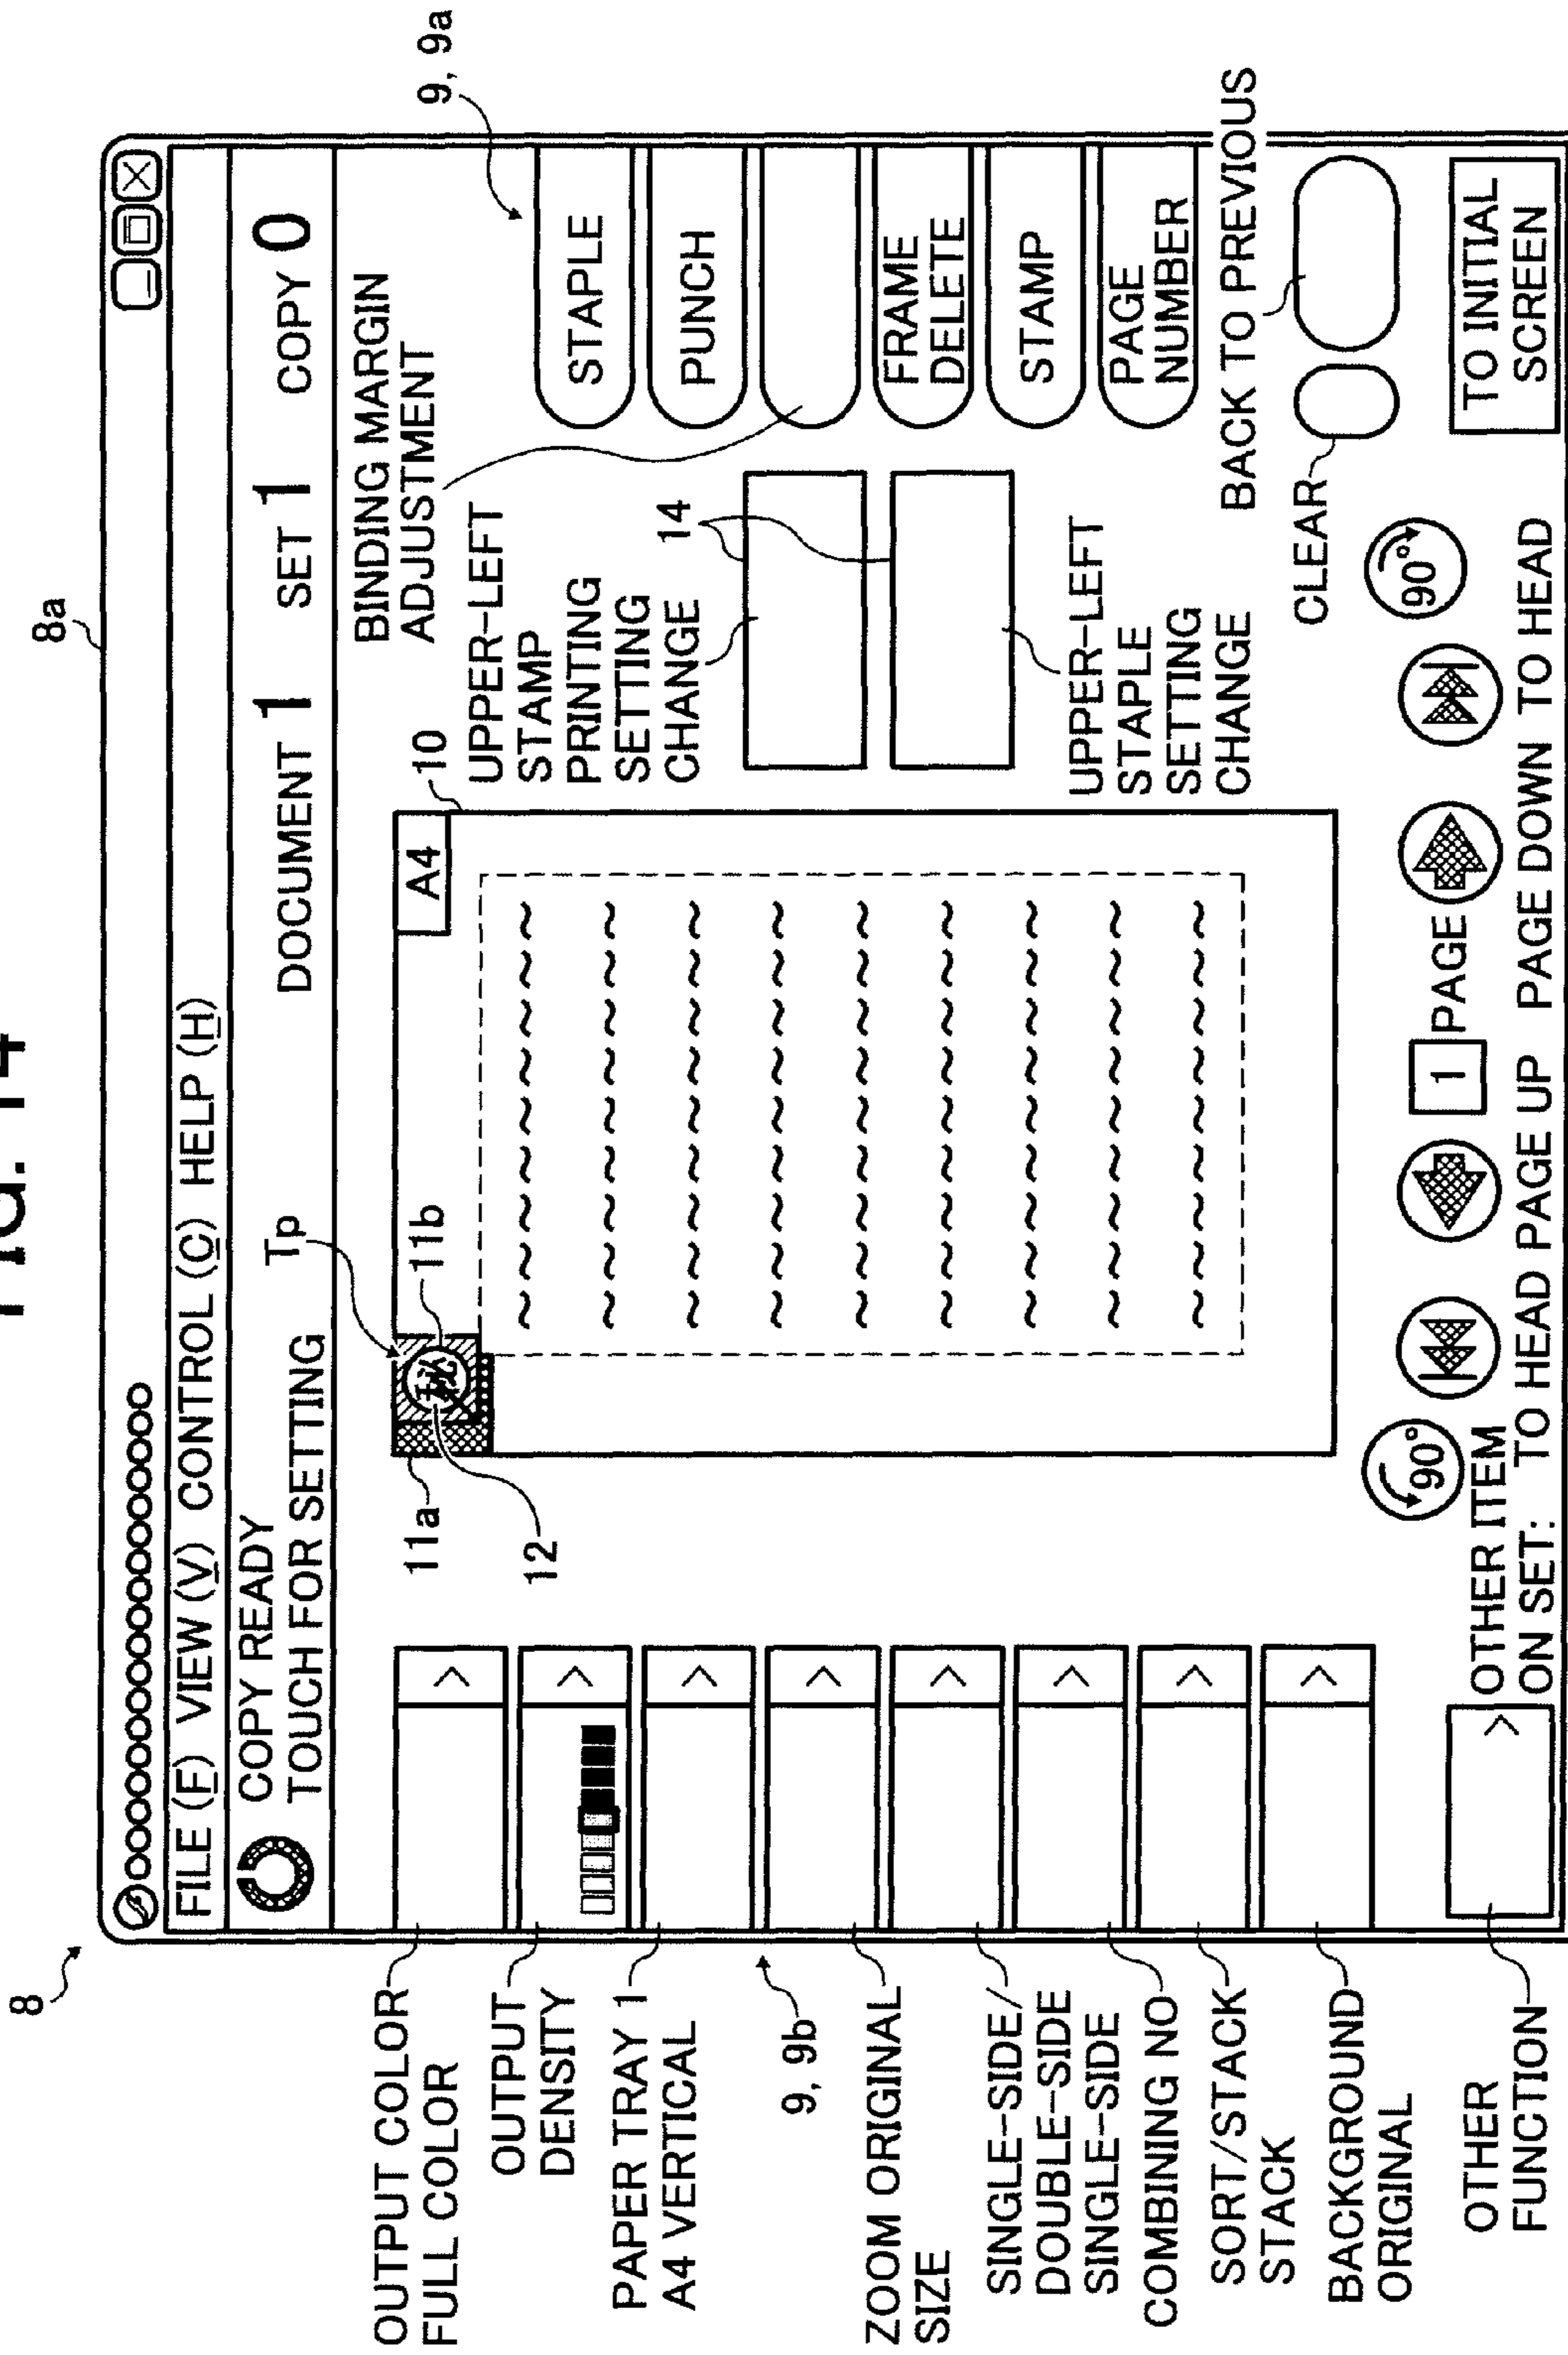 FIG. 14
8
8a
FILE (F) VIEW (V) CONTROL (C) HELP (H)
COPY READY
TOUCH FOR SETTING
DOCUMENT 1 SET 1 COPY 0
OUTPUT COLOR
FULL COLOR
OUTPUT
DENSITY
PAPER TRAY 1
A4 VERTICAL
9, 9b
ZOOM ORIGINAL
SIZE
SINGLE-SIDE/
DOUBLE-SIDE
SINGLE-SIDE
COMBINING NO
SORT/STACK
STACK
BACKGROUND
ORIGINAL
OTHER
FUNCTION
OTHER ITEM
ON SET:
11a
12
Tp
11b
秘
A4
10
BINDING MARGIN
ADJUSTMENT
UPPER-LEFT
STAMP
PRINTING
SETTING
CHANGE
14
UPPER-LEFT
STAPLE
SETTING
CHANGE
9, 9a
STAPLE
PUNCH
FRAME
DELETE
STAMP
PAGE
NUMBER
BACK TO PREVIOUS
CLEAR
90°
1 PAGE
90°
TO HEAD PAGE UP PAGE DOWN TO HEAD
TO INITIAL
SCREEN